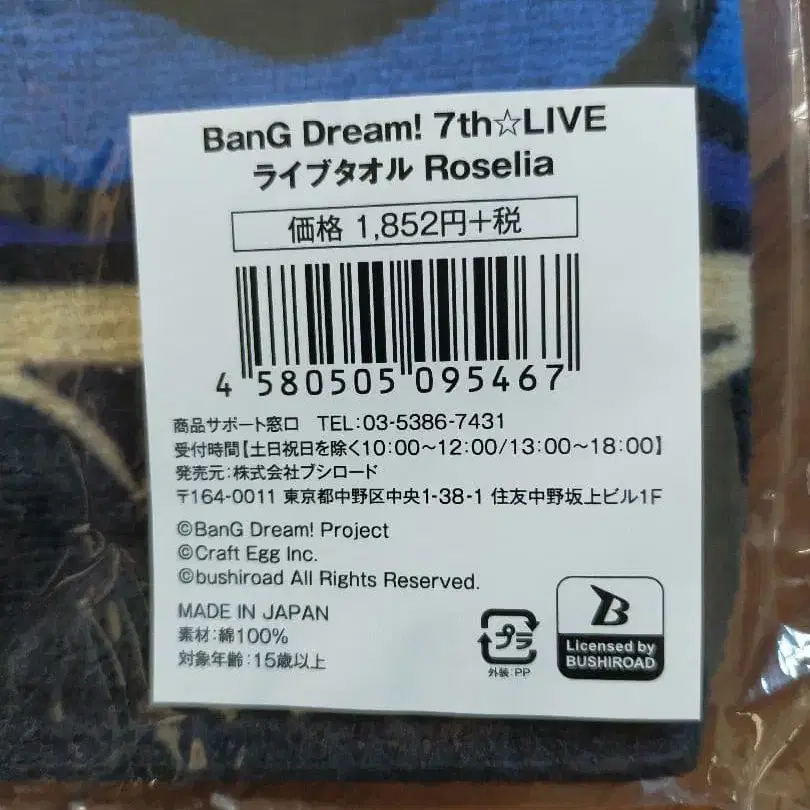 BanG Dream! 7th☆LIVE
ライブタオル Roselia
価格 1,852円+税
4 580505 095467
商品サポート窓口 TEL:03-5386-7431
受付時間【土日祝日を除く10:00～12:00/13:00～18:00】
発売元:株式会社ブシロード
〒164-0011 東京都中野区中央1-38-1 住友中野坂上ビル1F
©BanG Dream! Project
©Craft Egg Inc.
©bushiroad All Rights Reserved.
MADE IN JAPAN
素材:綿100%
対象年齢:15歳以上
プラ
外装:PP
B
Licensed by
BUSHIROAD